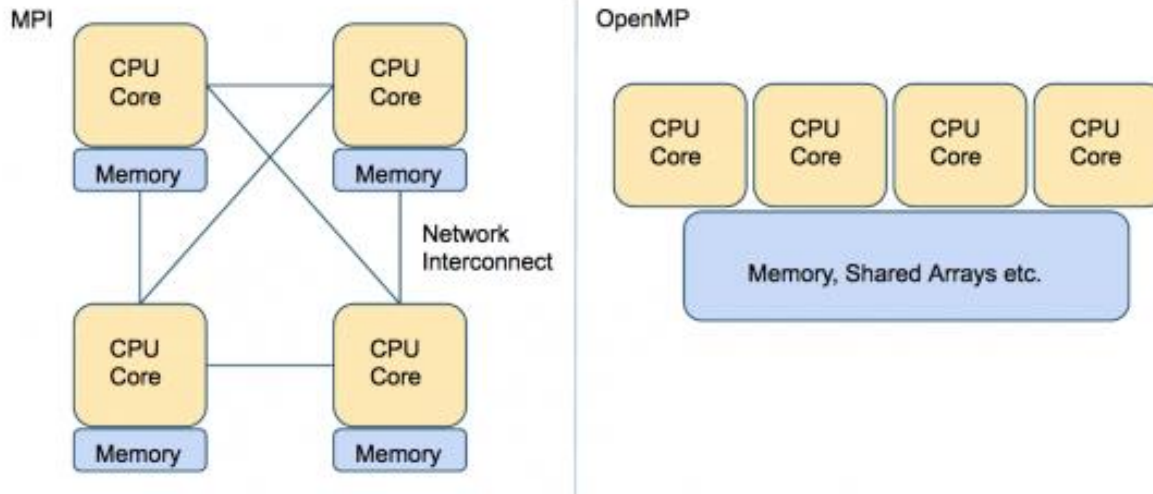 MPI
CPU
Core
CPU
Core
Memory
Memory
Network
Interconnect
CPU
Core
CPU
Core
Memory
Memory
OpenMP
CPU
Core
CPU
Core
CPU
Core
CPU
Core
Memory, Shared Arrays etc.